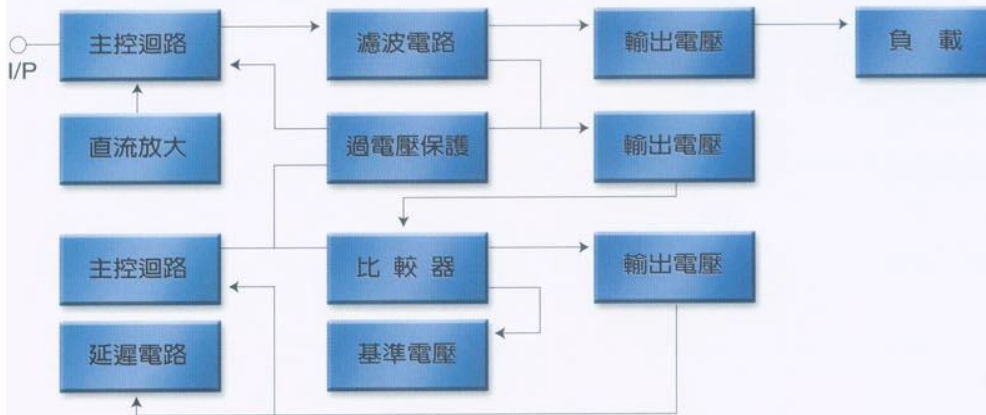 主控迴路
濾波電路
輸出電壓
負 載
I/P
直流放大
過電壓保護
輸出電壓
主控迴路
比 較 器
輸出電壓
延遲電路
基準電壓